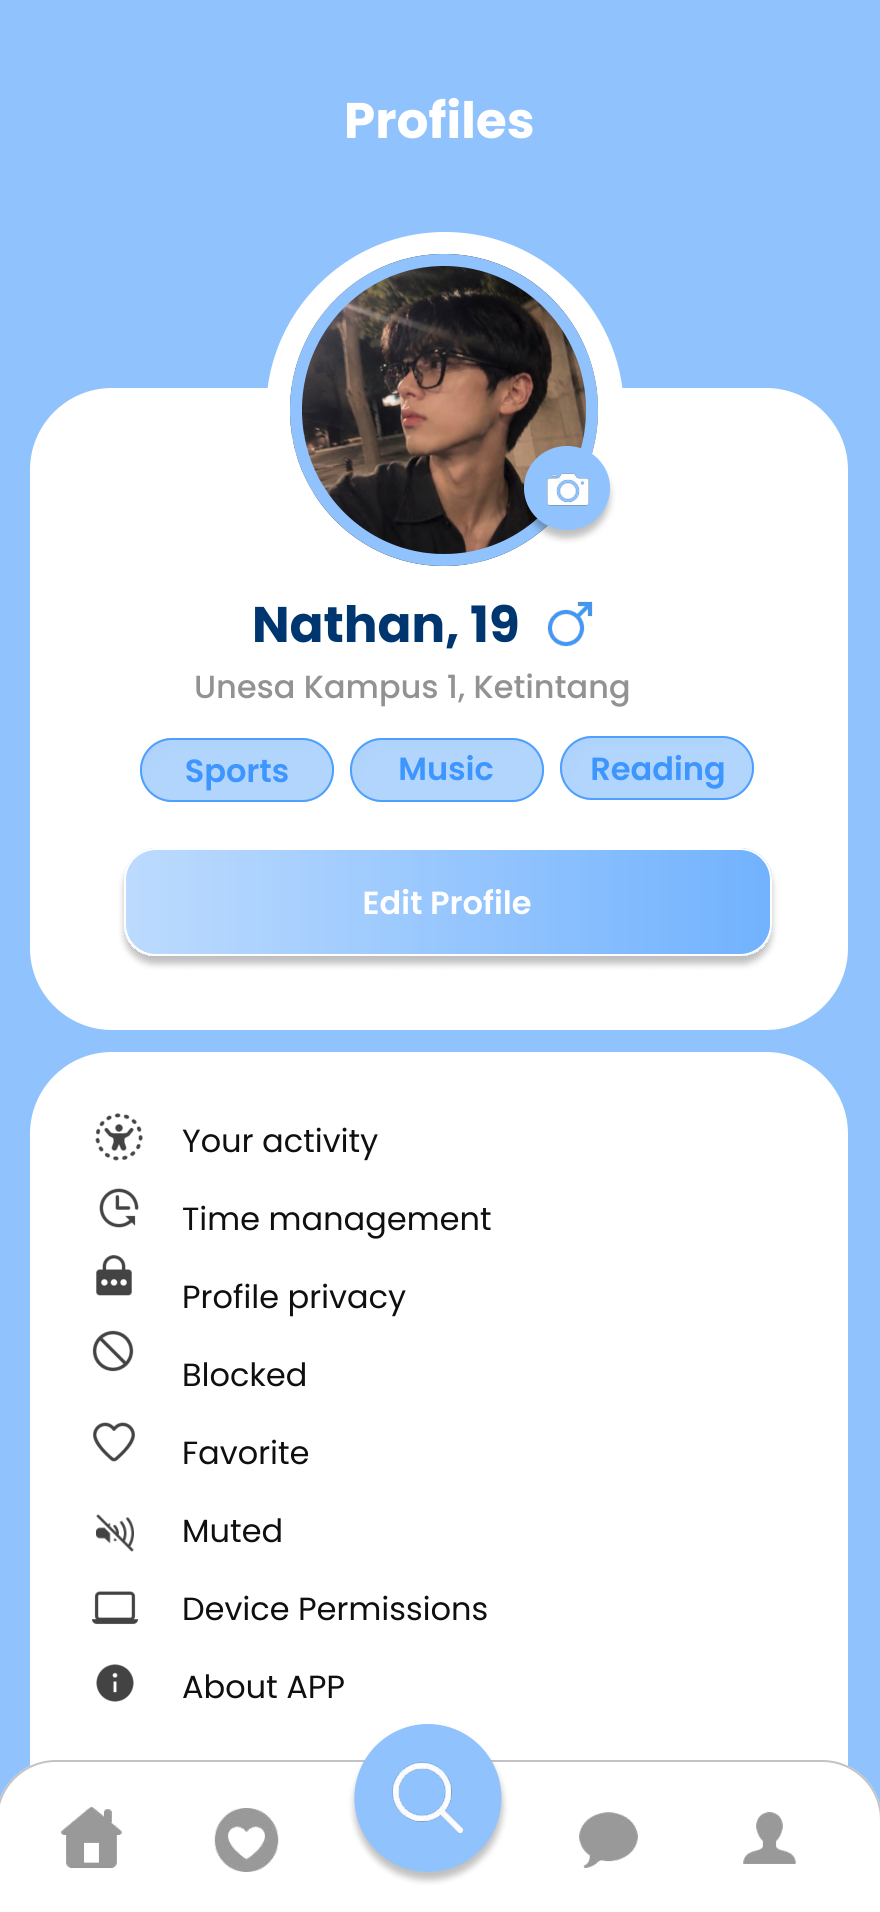 Profiles
Nathan, 19
Unesa Kampus 1, Ketintang
Sports
Music
Reading
Edit Profile
Your activity
Time management
Profile privacy
Blocked
Favorite
Muted
Device Permissions
About APP